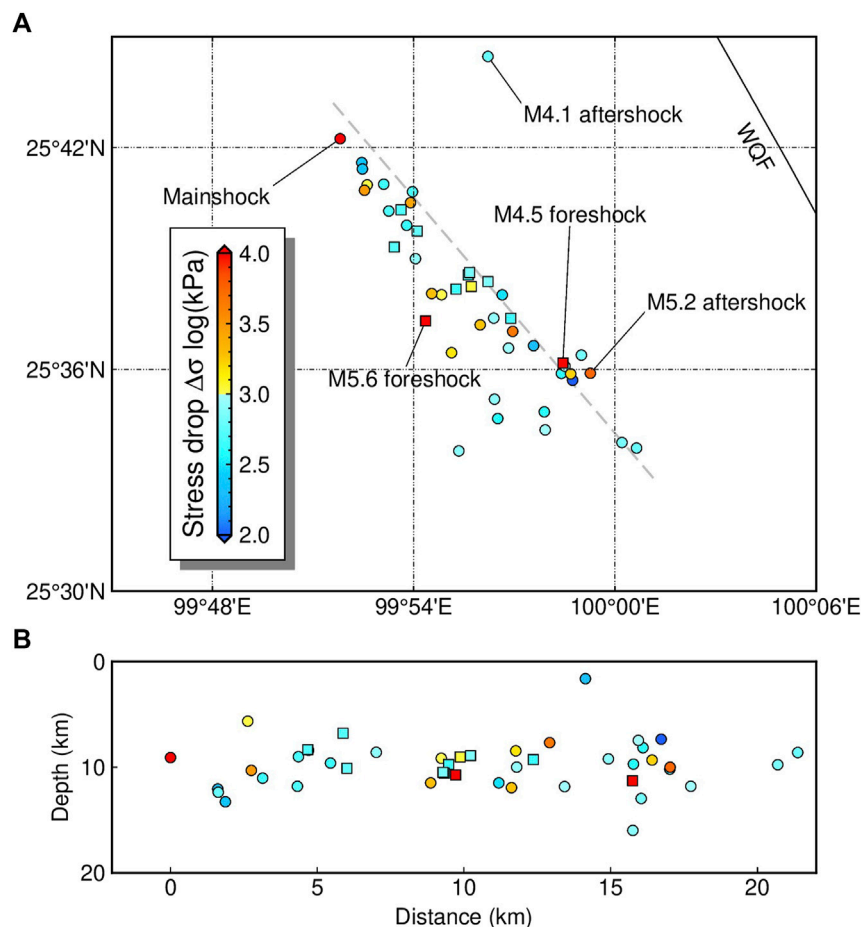 A
M4.1 aftershock
WQF
25°42'N
Mainshock
M4.5 foreshock
Stress drop Δσ log(kPa)
4.0
3.5
3.0
2.5
2.0
M5.2 aftershock
M5.6 foreshock
25°36'N
25°30'N
99°48'E
99°54'E
100°00'E
100°06'E
B
0
10
20
Depth (km)
0
5
10
15
20
Distance (km)